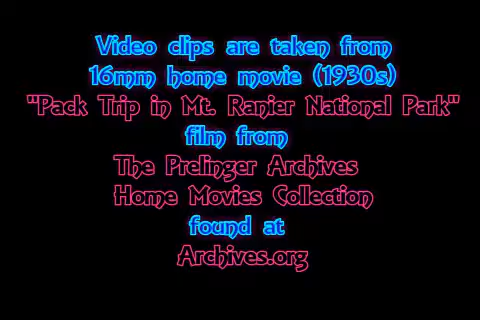 Video clips are taken from
16mm home movie (1930s)
"Pack Trip in Mt. Ranier National Park"
film from
The Prelinger Archives
Home Movies Collection
found at
Archives.org